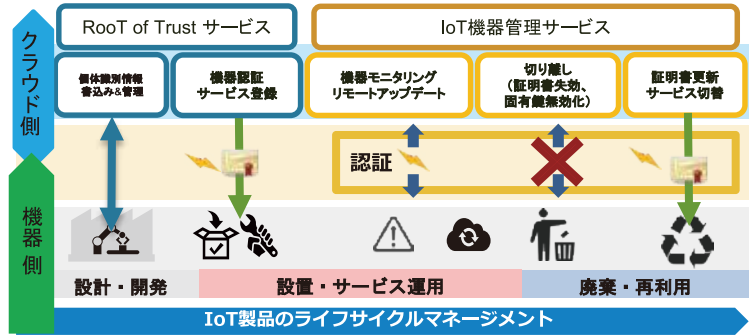 RooT of Trust サービス
IoT機器管理サービス
クラウド側
個体識別情報
書込み&管理
機器認証
サービス登録
機器モニタリング
リモートアップデート
切り離し
(証明書失効、
固有鍵無効化)
証明書更新
サービス切替
認証
機器側
設計・開発
設置・サービス運用
廃棄・再利用
IoT製品のライフサイクルマネージメント